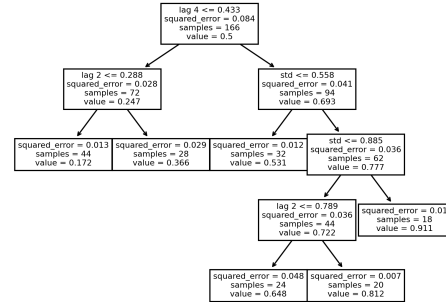 lag 4 <= 0.433
squared_error = 0.084
samples = 166
value = 0.5
lag 2 <= 0.288
squared_error = 0.028
samples = 72
value = 0.247
std <= 0.558
squared_error = 0.041
samples = 94
value = 0.693
squared_error = 0.013
samples = 44
value = 0.172
squared_error = 0.029
samples = 28
value = 0.366
squared_error = 0.012
samples = 32
value = 0.531
std <= 0.885
squared_error = 0.036
samples = 62
value = 0.777
lag 2 <= 0.789
squared_error = 0.036
samples = 44
value = 0.722
squared_error = 0.01
samples = 18
value = 0.911
squared_error = 0.048
samples = 24
value = 0.648
squared_error = 0.007
samples = 20
value = 0.812